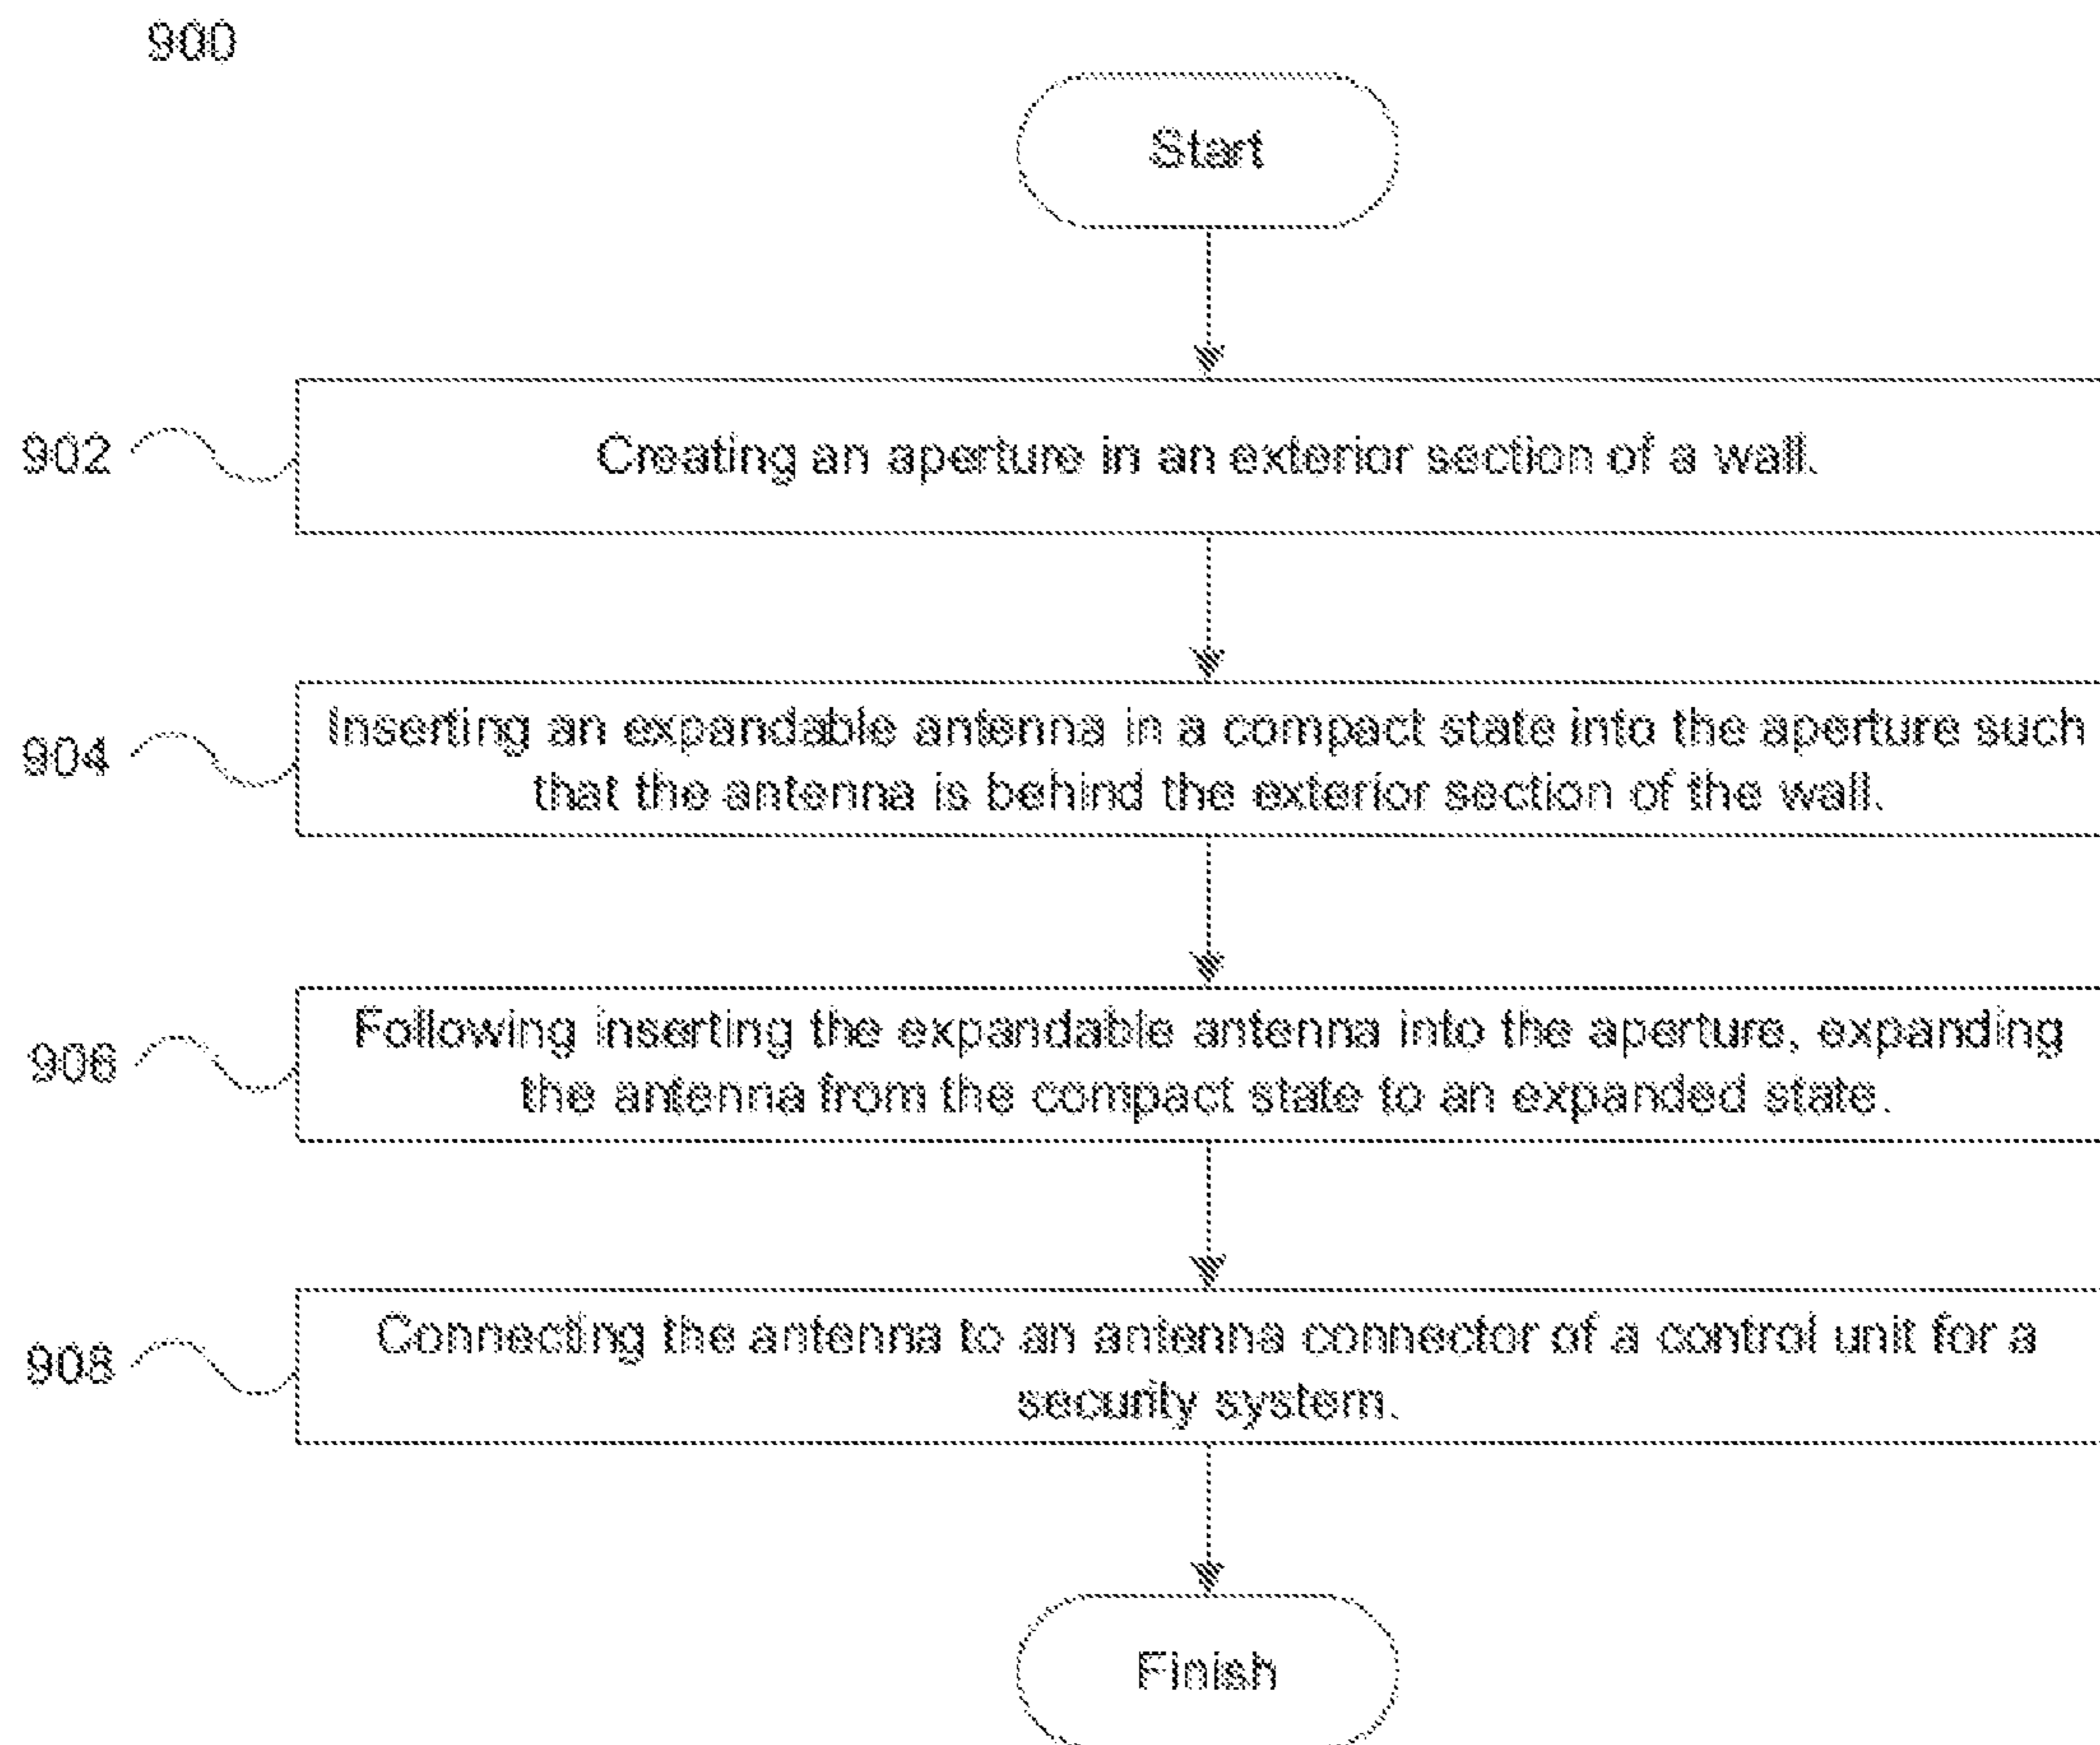 900
Start
902
Creating an aperture in an exterior section of a wall.
904
Inserting an expandable antenna in a compact state into the aperture such
that the antenna is behind the exterior section of the wall.
906
Following inserting the expandable antenna into the aperture, expanding
the antenna from the compact state to an expanded state.
908
Connecting the antenna to an antenna connector of a control unit for a
security system.
Finish